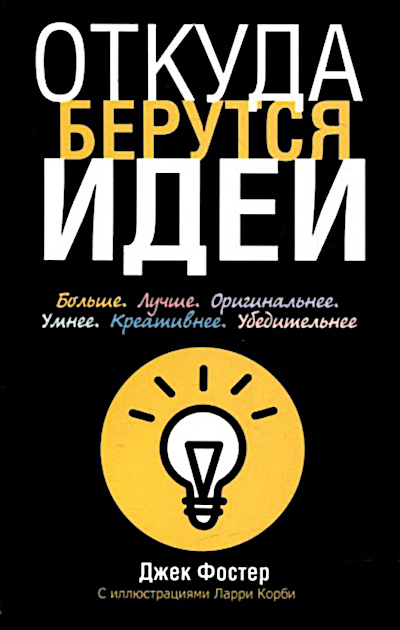 ОТКУДА
БЕРУТСЯ
ИДЕИ
Больше. Лучше. Оригинальнее.
Умнее. Креативнее. Убедительнее
Джек Фостер
С иллюстрациями Ларри Корби